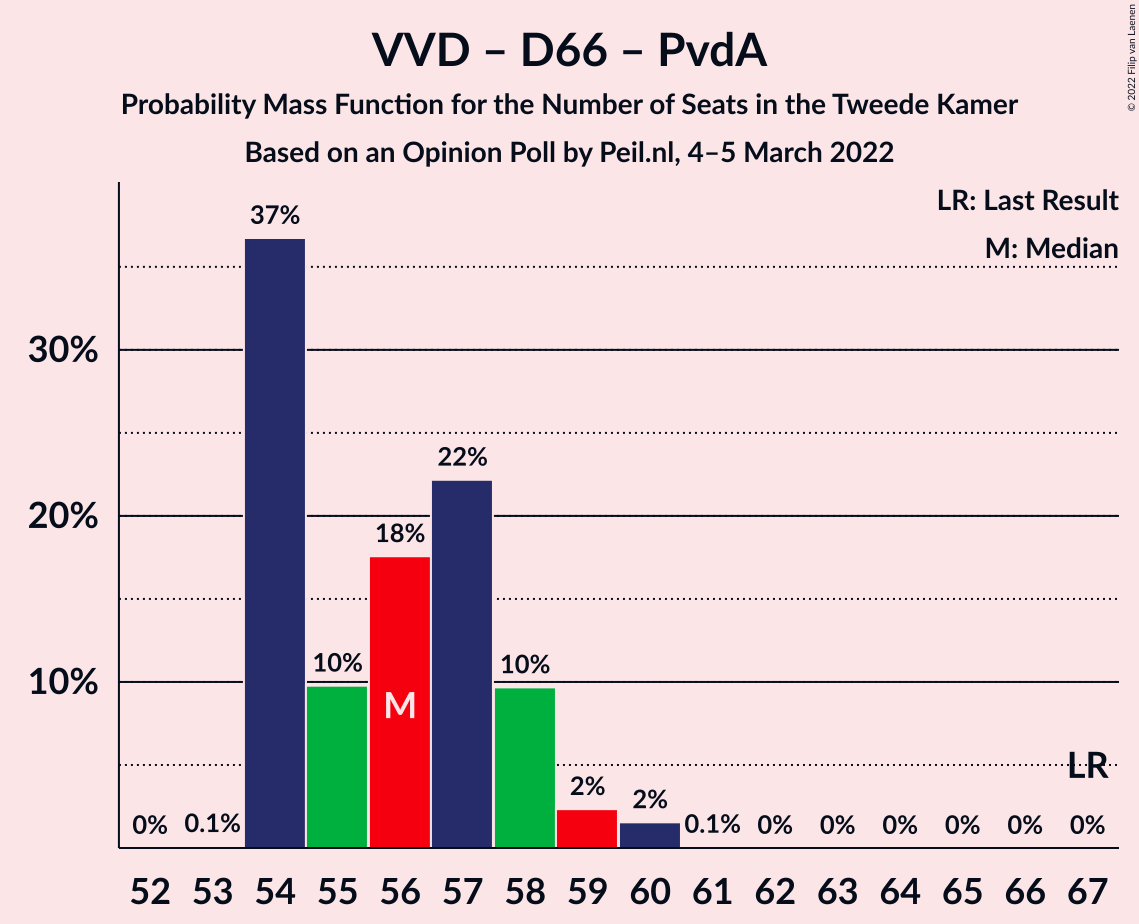 VVD – D66 – PvdA
Probability Mass Function for the Number of Seats in the Tweede Kamer
Based on an Opinion Poll by Peil.nl, 4–5 March 2022
© 2022 Filip van Laenen
LR: Last Result
M: Median
37%
30%
22%
20%
18%
10%
10%
10%
M
LR
2%
2%
0%
0.1%
0.1%
0%
0%
0%
0%
0%
0%
52 53 54 55 56 57 58 59 60 61 62 63 64 65 66 67